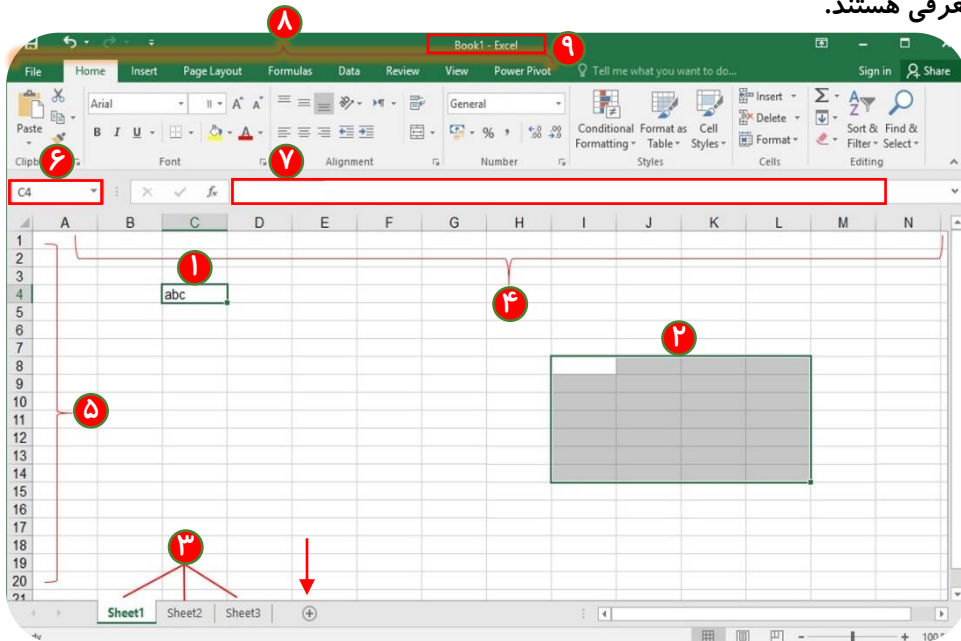 معرفی هستند.
۸
Book1 - Excel
۹
File Home Insert Page Layout Formulas Data Review View Power Pivot Tell me what you want to do... Sign in Share
Arial 11 A A General Insert
Paste B I U A % , .00 Conditional Format as Cell Delete Sort & Find &
Formatting Table Styles Format Filter Select
Font Alignment Number Styles Cells Editing
۶ ۷
C4 fx
A B C D E F G H I J K L M N
1
2
3
۱
4 abc
۴
5
6
۲
7
8
9
10
۵
11
12
13
14
15
16
17
18
۳
19
20
21
Sheet1 Sheet2 Sheet3